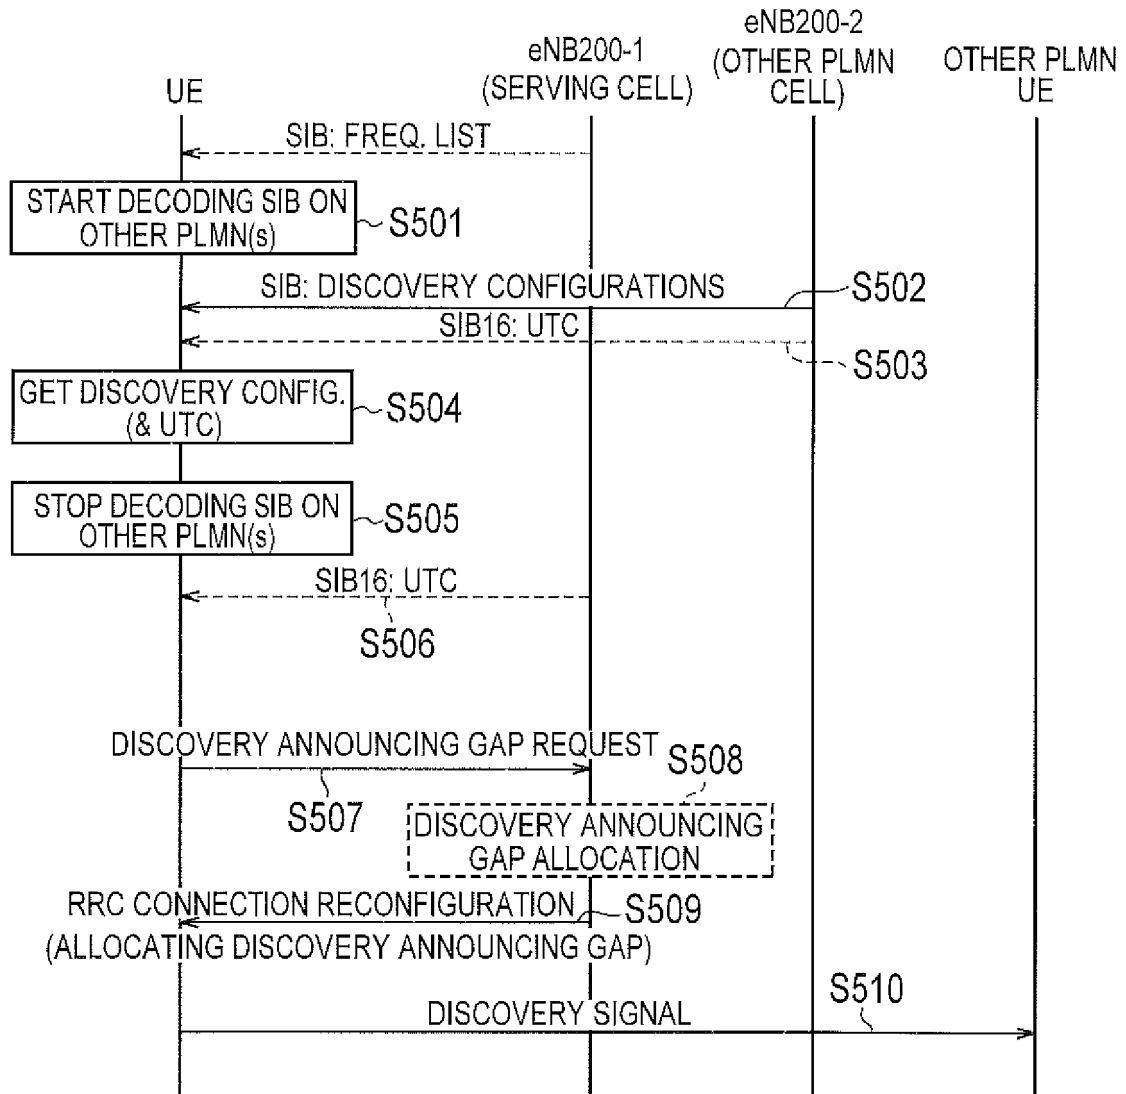 UE
eNB200-1
(SERVING CELL)
eNB200-2
(OTHER PLMN
CELL)
OTHER PLMN
UE
SIB: FREQ. LIST
START DECODING SIB ON
OTHER PLMN(s)
S501
SIB: DISCOVERY CONFIGURATIONS
S502
SIB16: UTC
S503
GET DISCOVERY CONFIG.
(& UTC)
S504
STOP DECODING SIB ON
OTHER PLMN(s)
S505
SIB16: UTC
S506
DISCOVERY ANNOUNCING GAP REQUEST
S507
S508
DISCOVERY ANNOUNCING
GAP ALLOCATION
RRC CONNECTION RECONFIGURATION
S509
(ALLOCATING DISCOVERY ANNOUNCING GAP)
DISCOVERY SIGNAL
S510